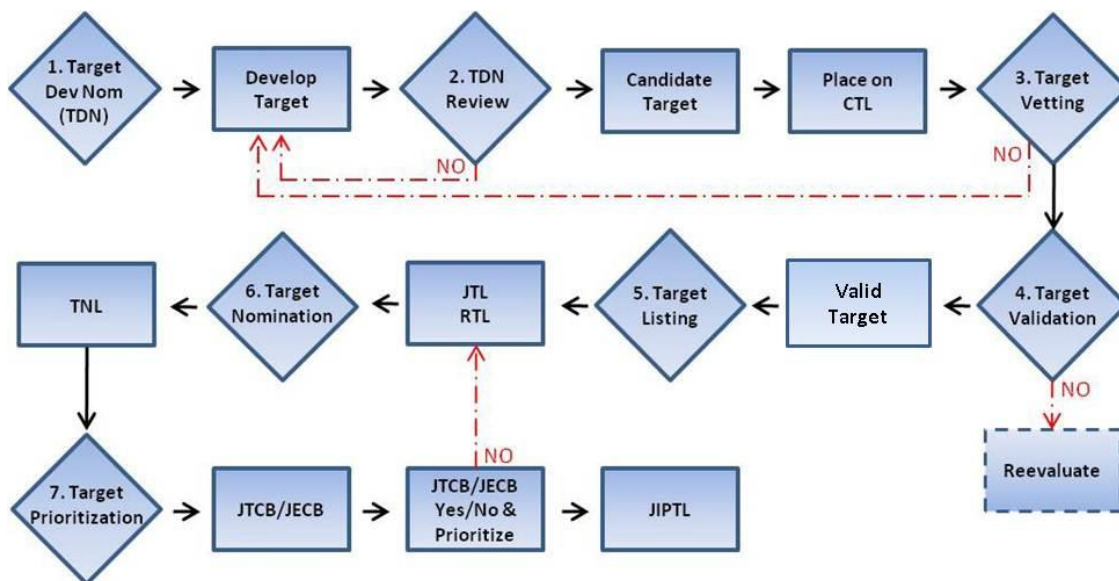 1. Target
Dev Nom
(TDN)
Develop
Target
2. TDN
Review
Candidate
Target
Place on
CTL
3. Target
Vetting
NO
NO
TNL
6. Target
Nomination
JTL
RTL
5. Target
Listing
Valid
Target
4. Target
Validation
NO
Reevaluate
7. Target
Prioritization
JTCB/JECB
NO
JTCB/JECB
Yes/No &
Prioritize
JIPTL